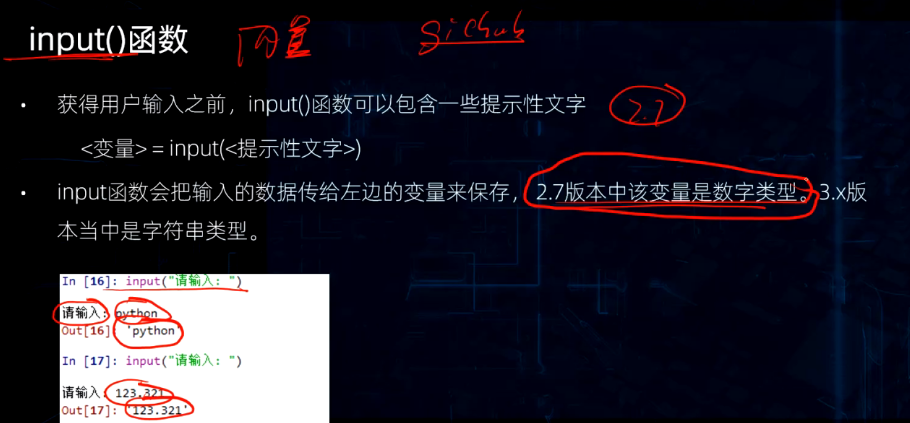 input()函数 内置 github
获得用户输入之前，input()函数可以包含一些提示性文字 2.7
<变量> = input(<提示性文字>)
input函数会把输入的数据传给左边的变量来保存，2.7版本中该变量是数字类型。3.x版
本当中是字符串类型。
In [16]: input("请输入: ")
请输入: python
Out[16]: 'python'
In [17]: input("请输入: ")
请输入: 123.321
Out[17]: '123.321'